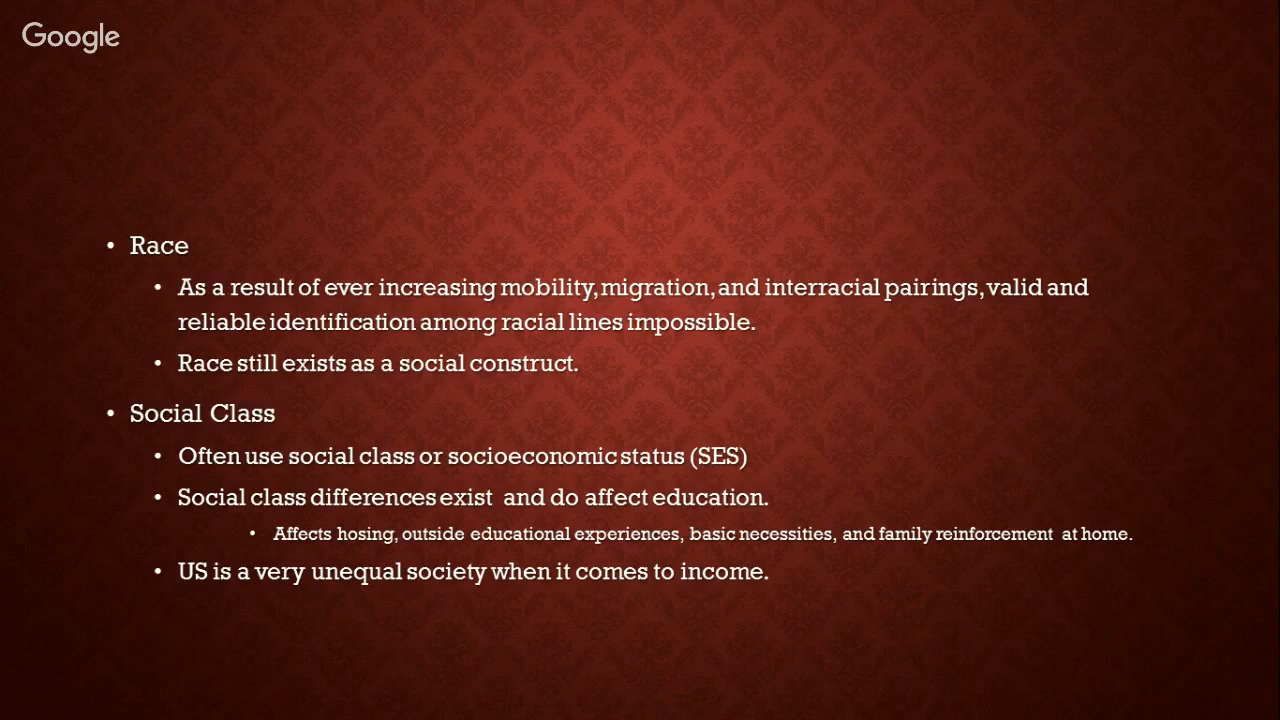 Google
• Race
• As a result of ever increasing mobility, migration, and interracial pairings, valid and
reliable identification among racial lines impossible.
• Race still exists as a social construct.
• Social Class
• Often use social class or socioeconomic status (SES)
• Social class differences exist and do affect education.
• Affects hosing, outside educational experiences, basic necessities, and family reinforcement at home.
• US is a very unequal society when it comes to income.